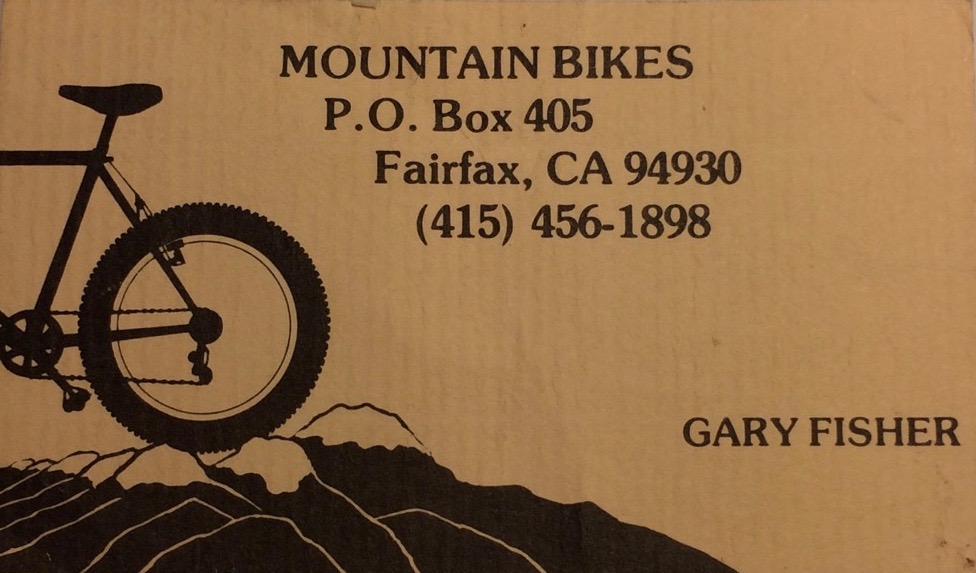 MOUNTAIN BIKES
P.O. Box 405
Fairfax, CA 94930
(415) 456-1898
GARY FISHER